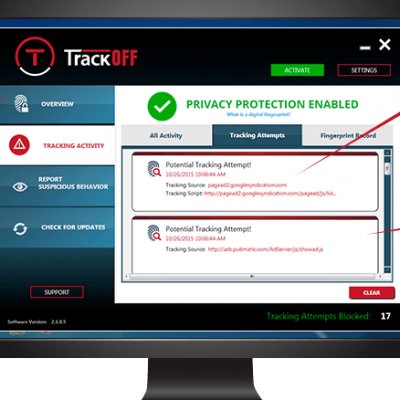 TRACKOFF
ACTIVATE
SETTINGS
OVERVIEW
TRACKING ACTIVITY
REPORT
SUSPICIOUS BEHAVIOR
CHECK FOR UPDATES
SUPPORT
Software Version: 2.3.0.5
PRIVACY PROTECTION ENABLED
What is a digital fingerprint?
All Activity
Tracking Attempts
Fingerprint Record
Potential Tracking Attempt!
10/26/2015 10:06:44 AM
Tracking Source: pagead2.googlesyndication.com
Tracking Script: http://pagead2.googlesyndication.com/pagead/js/lid...
Potential Tracking Attempt!
10/26/2015 10:06:44 AM
Tracking Source: http://ads.pubmatic.com/AdServer/js/showad.js
CLEAR
Tracking Attempts Blocked: 17